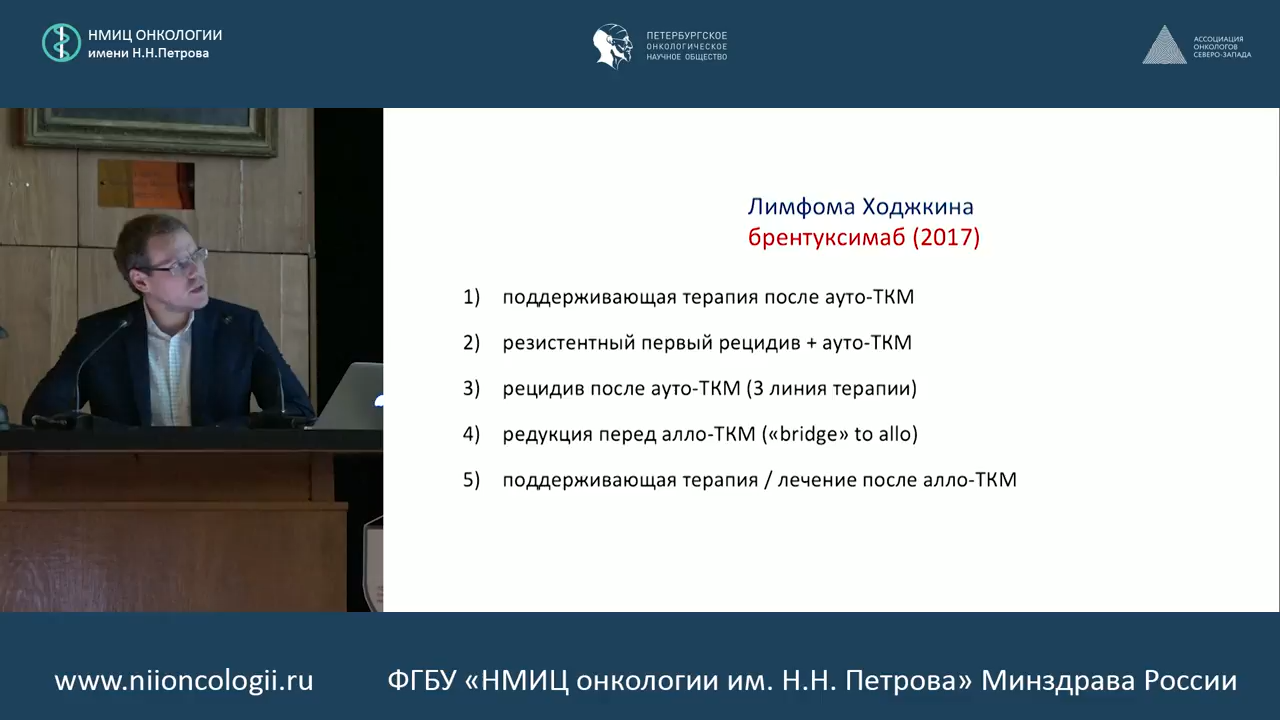 НМИЦ ОНКОЛОГИИ
имени Н.Н.Петрова
ПЕТЕРБУРГСКОЕ
ОНКОЛОГИЧЕСКОЕ
НАУЧНОЕ ОБЩЕСТВО
АССОЦИАЦИЯ
ОНКОЛОГОВ
СЕВЕРО-ЗАПАДА
Лимфома Ходжкина
брентуксимаб (2017)
1) поддерживающая терапия после ауто-ТКМ
2) резистентный первый рецидив + ауто-ТКМ
3) рецидив после ауто-ТКМ (3 линия терапии)
4) редукция перед алло-ТКМ («bridge» to allo)
5) поддерживающая терапия / лечение после алло-ТКМ
www.niioncologii.ru
ФГБУ «НМИЦ онкологии им. Н.Н. Петрова» Минздрава России